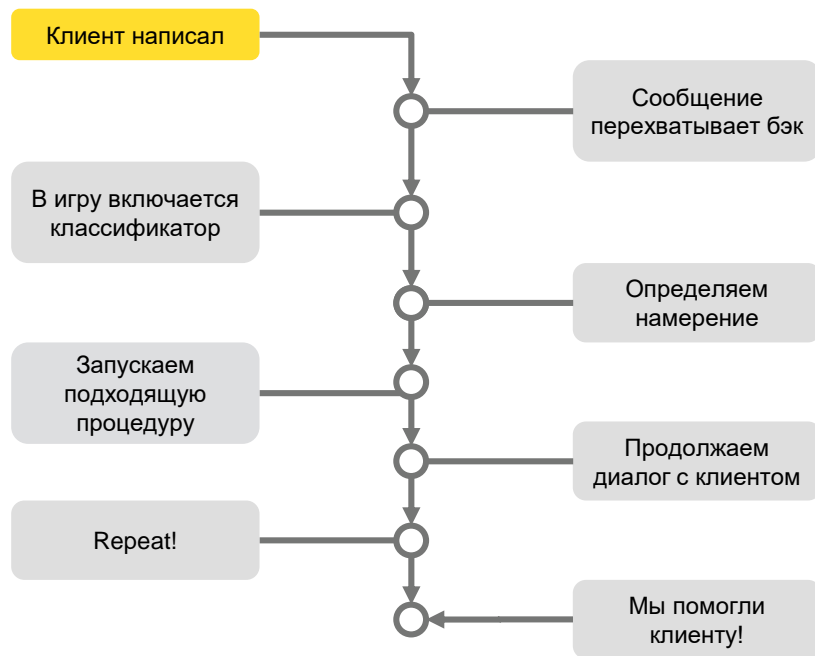 Клиент написал
Сообщение
перехватывает бэк
В игру включается
классификатор
Определяем
намерение
Запускаем
подходящую
процедуру
Продолжаем
диалог с клиентом
Repeat!
Мы помогли
клиенту!